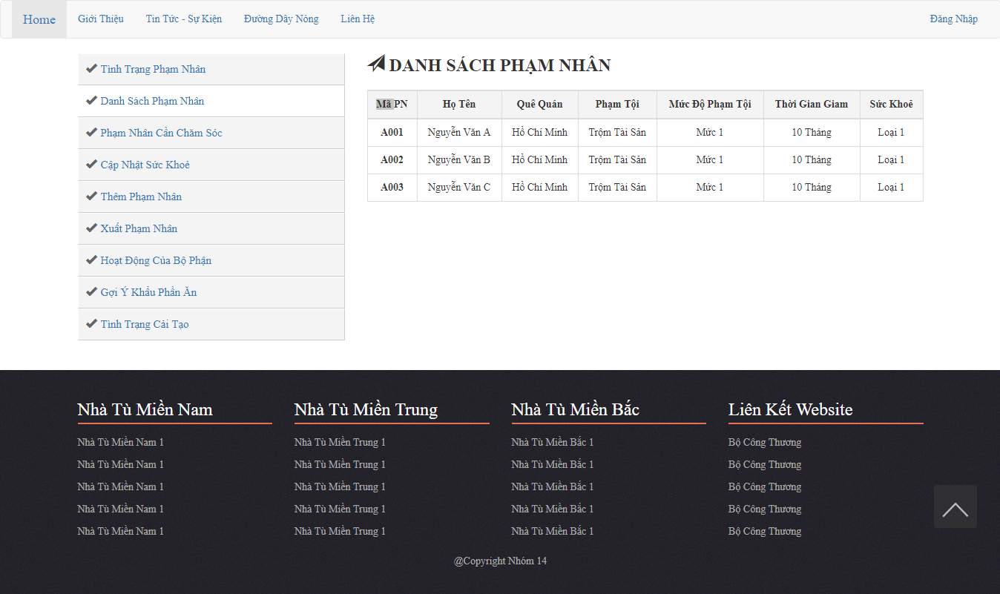 Home Giới Thiệu Tin Tức - Sự Kiện Đường Dây Nóng Liên Hệ Đăng Nhập
Tình Trạng Phạm Nhân
Danh Sách Phạm Nhân
Phạm Nhân Cần Chăm Sóc
Cập Nhật Sức Khoẻ
Thêm Phạm Nhân
Xuất Phạm Nhân
Hoạt Động Của Bộ Phận
Gợi Ý Khẩu Phần Ăn
Tình Trạng Cải Tạo
DANH SÁCH PHẠM NHÂN
Mã PN Họ Tên Quê Quán Phạm Tội Mức Độ Phạm Tội Thời Gian Giam Sức Khoẻ
A001 Nguyễn Văn A Hồ Chí Minh Trộm Tài Sản Mức 1 10 Tháng Loại 1
A002 Nguyễn Văn B Hồ Chí Minh Trộm Tài Sản Mức 1 10 Tháng Loại 1
A003 Nguyễn Văn C Hồ Chí Minh Trộm Tài Sản Mức 1 10 Tháng Loại 1
Nhà Tù Miền Nam
Nhà Tù Miền Nam 1
Nhà Tù Miền Nam 1
Nhà Tù Miền Nam 1
Nhà Tù Miền Nam 1
Nhà Tù Miền Nam 1
Nhà Tù Miền Trung
Nhà Tù Miền Trung 1
Nhà Tù Miền Trung 1
Nhà Tù Miền Trung 1
Nhà Tù Miền Trung 1
Nhà Tù Miền Trung 1
Nhà Tù Miền Bắc
Nhà Tù Miền Bắc 1
Nhà Tù Miền Bắc 1
Nhà Tù Miền Bắc 1
Nhà Tù Miền Bắc 1
Nhà Tù Miền Bắc 1
Liên Kết Website
Bộ Công Thương
Bộ Công Thương
Bộ Công Thương
Bộ Công Thương
Bộ Công Thương
@Copyright Nhóm 14